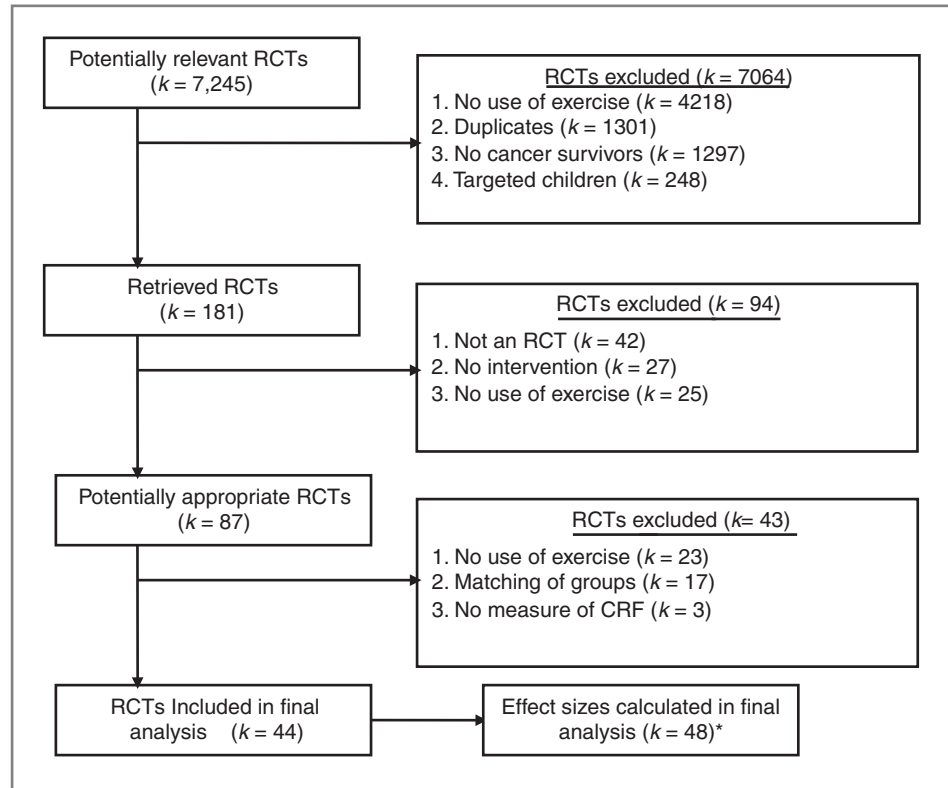 Potentially relevant RCTs
(k = 7,245)
RCTs excluded (k = 7064)
1. No use of exercise (k = 4218)
2. Duplicates (k = 1301)
3. No cancer survivors (k = 1297)
4. Targeted children (k = 248)
Retrieved RCTs
(k = 181)
RCTs excluded (k = 94)
1. Not an RCT (k = 42)
2. No intervention (k = 27)
3. No use of exercise (k = 25)
Potentially appropriate RCTs
(k = 87)
RCTs excluded (k= 43)
1. No use of exercise (k = 23)
2. Matching of groups (k = 17)
3. No measure of CRF (k = 3)
RCTs Included in final
analysis (k = 44)
Effect sizes calculated in final
analysis (k = 48)*